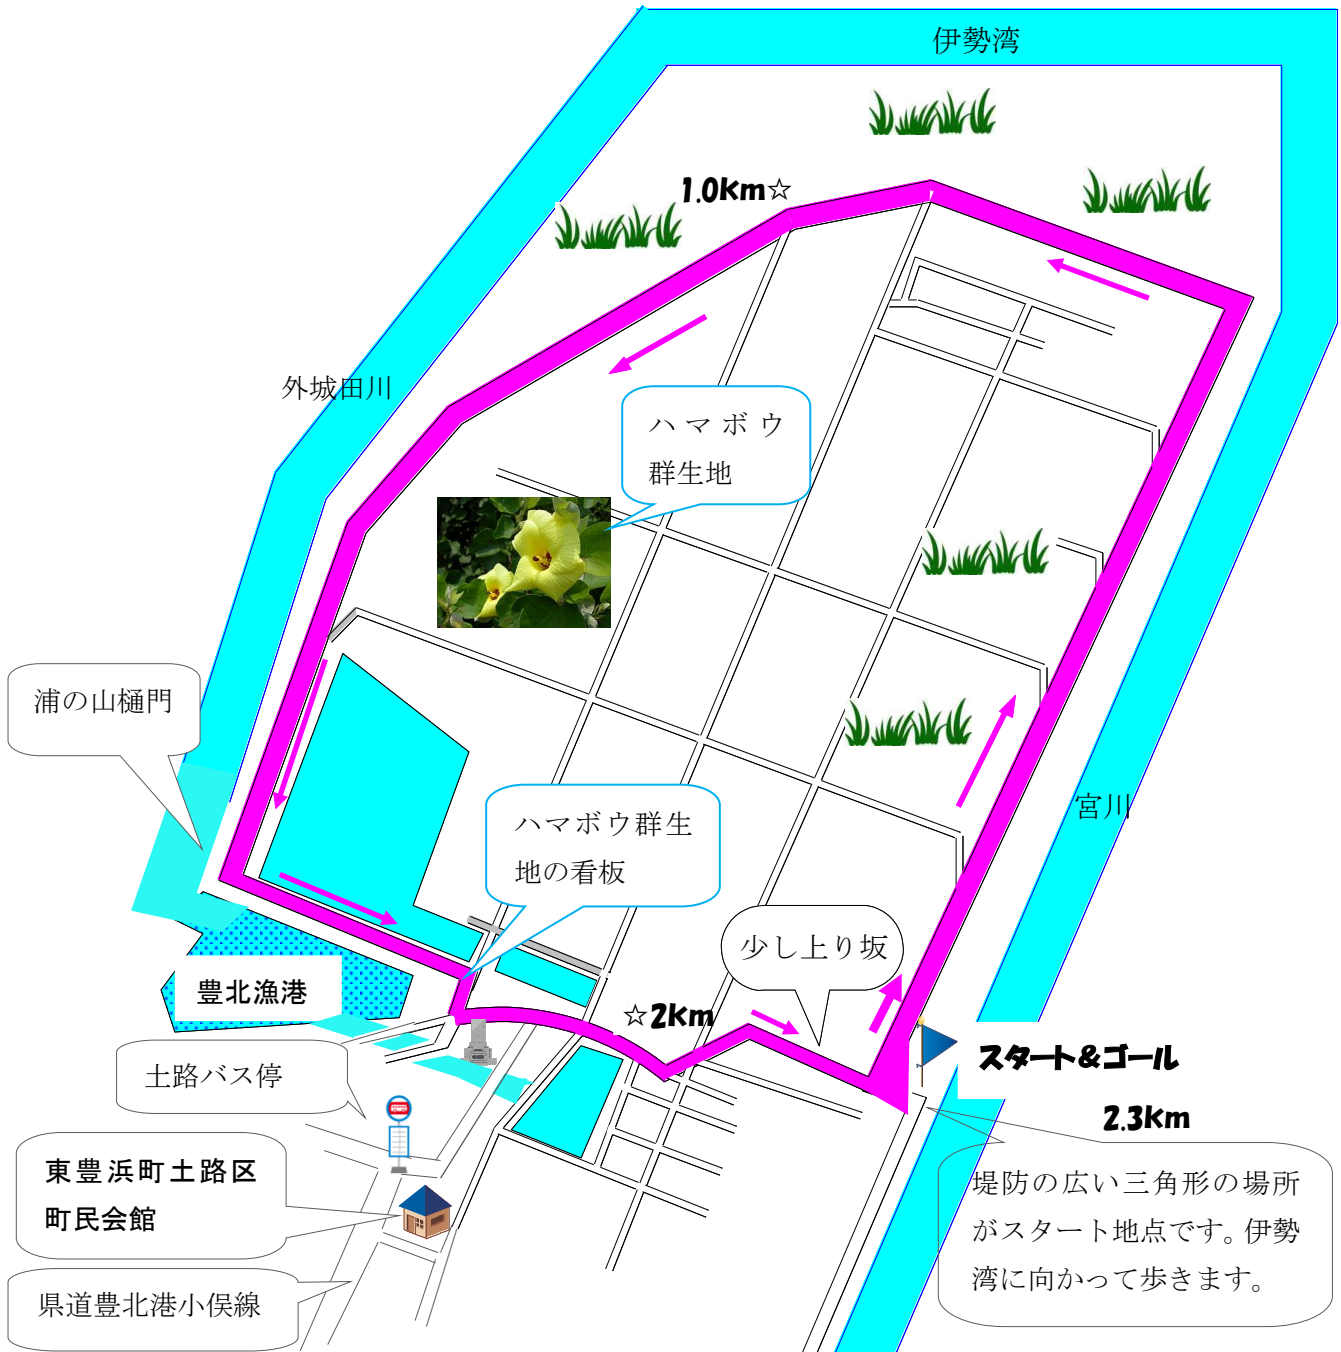 伊勢湾
1.0km☆
外城田川
ハマボウ
群生地
浦の山樋門
宮川
ハマボウ群生
地の看板
少し上り坂
豊北漁港
☆2km
スタート&ゴール
土路バス停
2.3km
東豊浜町土路区
町民会館
堤防の広い三角形の場所
がスタート地点です。伊勢
湾に向かって歩きます。
県道豊北港小俣線